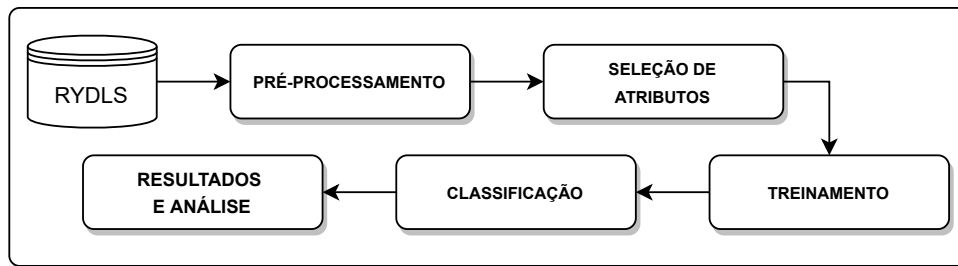 RYDLS
PRÉ-PROCESSAMENTO
SELEÇÃO DE
ATRIBUTOS
TREINAMENTO
CLASSIFICAÇÃO
RESULTADOS
E ANÁLISE